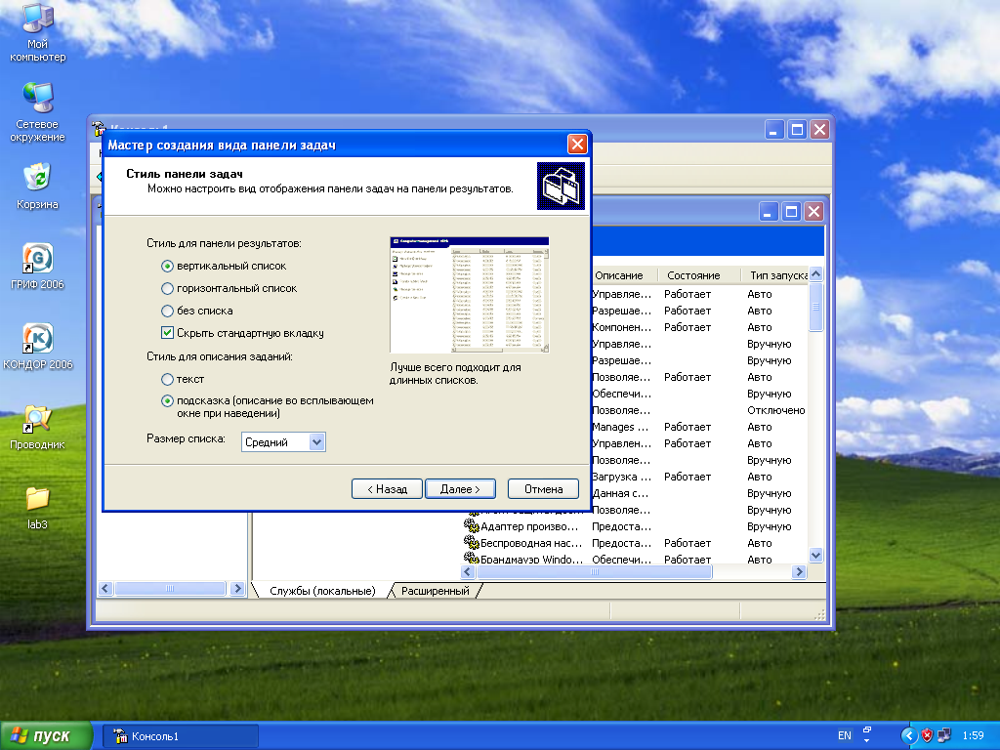 Мой
компьютер
Сетевое
окружение
Корзина
ГРИФ 2006
КОНДОР 2006
Проводник
lab3
Консоль1
Мастер создания вида панели задач
Стиль панели задач
Можно настроить вид отображения панели задач на панели результатов.
Стиль для панели результатов:
вертикальный список
горизонтальный список
без списка
Скрыть стандартную вкладку
Стиль для описания заданий:
текст
подсказка (описание во всплывающем
окне при наведении)
Размер списка:
Средний
Лучше всего подходит для
длинных списков.
< Назад
Далее >
Отмена
Описание Состояние Тип запуска
Управляе... Работает Авто
Разрешае... Работает Авто
Компонен... Работает Авто
Управляе... Вручную
Разрешае... Вручную
Позволяе... Работает Авто
Обеспечи... Вручную
Позволяе... Отключено
Manages ... Работает Авто
Управлен... Работает Авто
Позволяе... Вручную
Загрузка ... Работает Авто
Данная с... Вручную
Позволяе... Вручную
Адаптер произво... Предоста... Вручную
Беспроводная нас... Предоста... Работает Авто
Брандмауэр Windo... Обеспечи... Работает Авто
Службы (локальные) Расширенный
пуск
Консоль1
EN
1:59